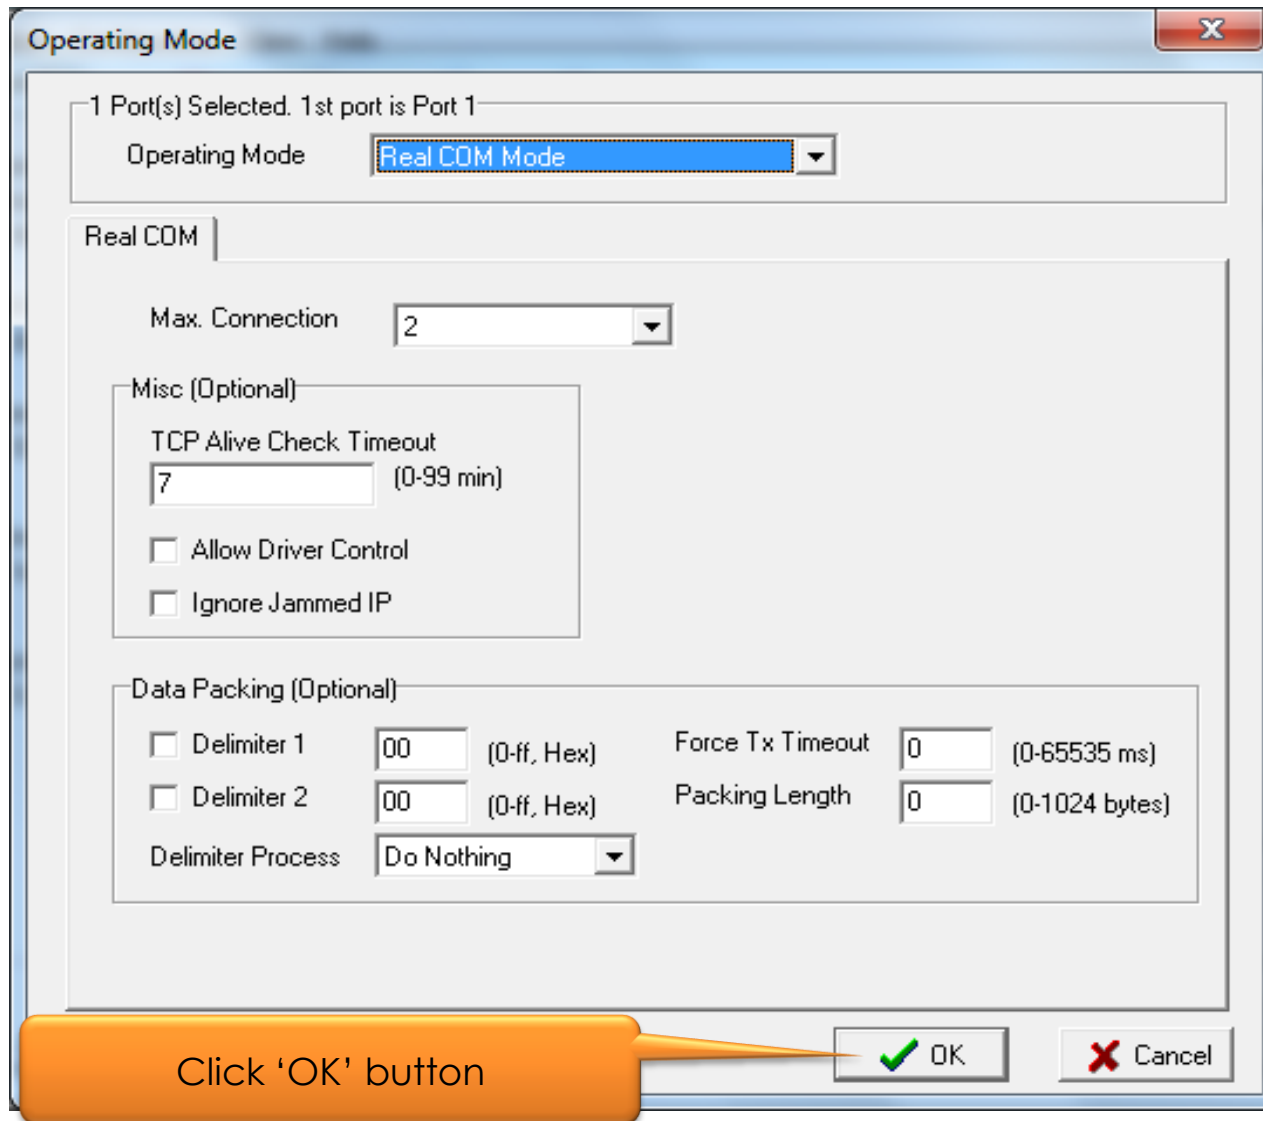 Operating Mode
1 Port(s) Selected. 1st port is Port 1
Operating Mode Real COM Mode
Real COM
Max. Connection 2
Misc (Optional)
TCP Alive Check Timeout
7 (0-99 min)
Allow Driver Control
Ignore Jammed IP
Data Packing (Optional)
Delimiter 1 00 (0-ff, Hex) Force Tx Timeout 0 (0-65535 ms)
Delimiter 2 00 (0-ff, Hex) Packing Length 0 (0-1024 bytes)
Delimiter Process Do Nothing
Click ‘OK’ button
OK Cancel